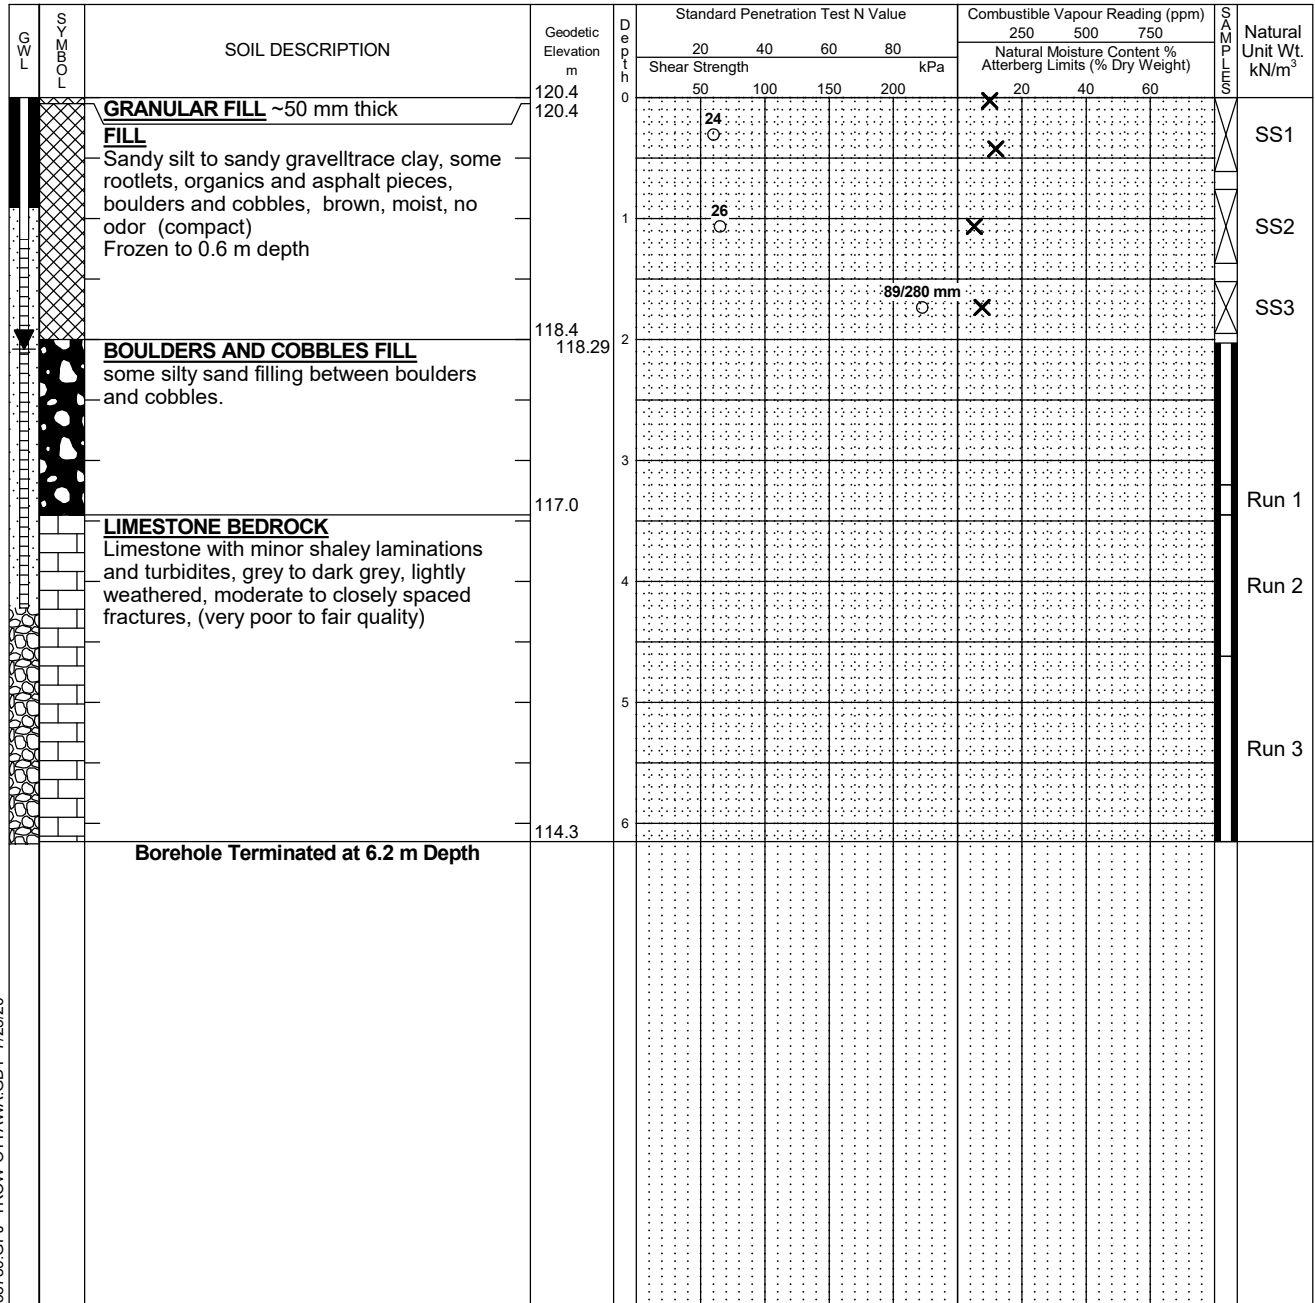 GWL
SYMBOL
SOIL DESCRIPTION
Geodetic
Elevation
m
Depth
Standard Penetration Test N Value
20 40 60 80
Shear Strength kPa
50 100 150 200
Combustible Vapour Reading (ppm)
250 500 750
Natural Moisture Content %
Atterberg Limits (% Dry Weight)
20 40 60
SAMPLES
Natural
Unit Wt.
kN/m³
120.4
0
GRANULAR FILL ~50 mm thick
120.4
FILL
Sandy silt to sandy gravelltrace clay, some
rootlets, organics and asphalt pieces,
boulders and cobbles, brown, moist, no
odor (compact)
Frozen to 0.6 m depth
24
SS1
1
26
SS2
89/280 mm
SS3
118.4
2
118.29
BOULDERS AND COBBLES FILL
some silty sand filling between boulders
and cobbles.
3
Run 1
117.0
LIMESTONE BEDROCK
Limestone with minor shaley laminations
and turbidites, grey to dark grey, lightly
weathered, moderate to closely spaced
fractures, (very poor to fair quality)
4
Run 2
5
Run 3
6
114.3
Borehole Terminated at 6.2 m Depth